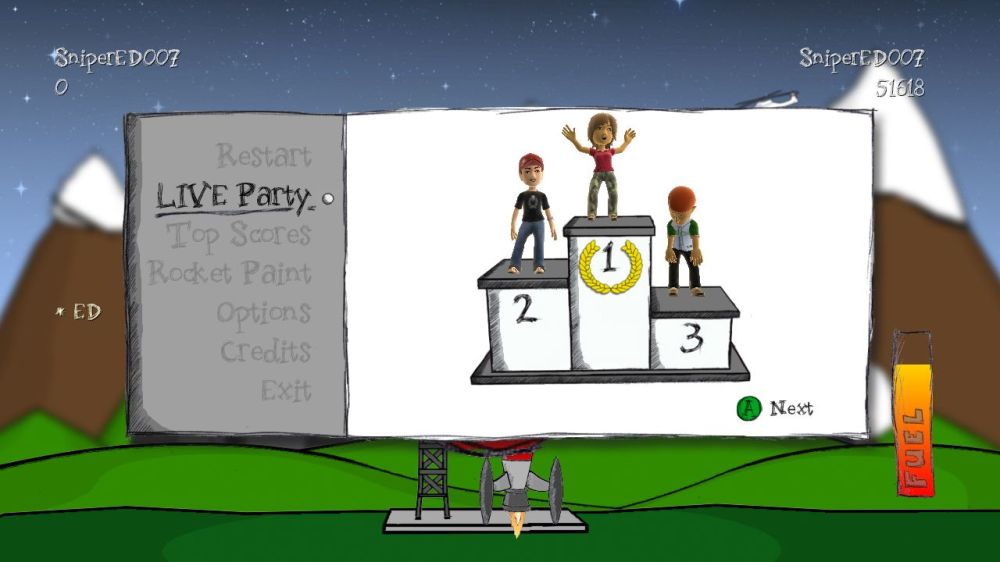 SniperED007
0
SniperED007
51618
Restart
LIVE Party
Top Scores
Rocket Paint
Options
Credits
Exit
* ED
1
2
3
A Next
FUEL